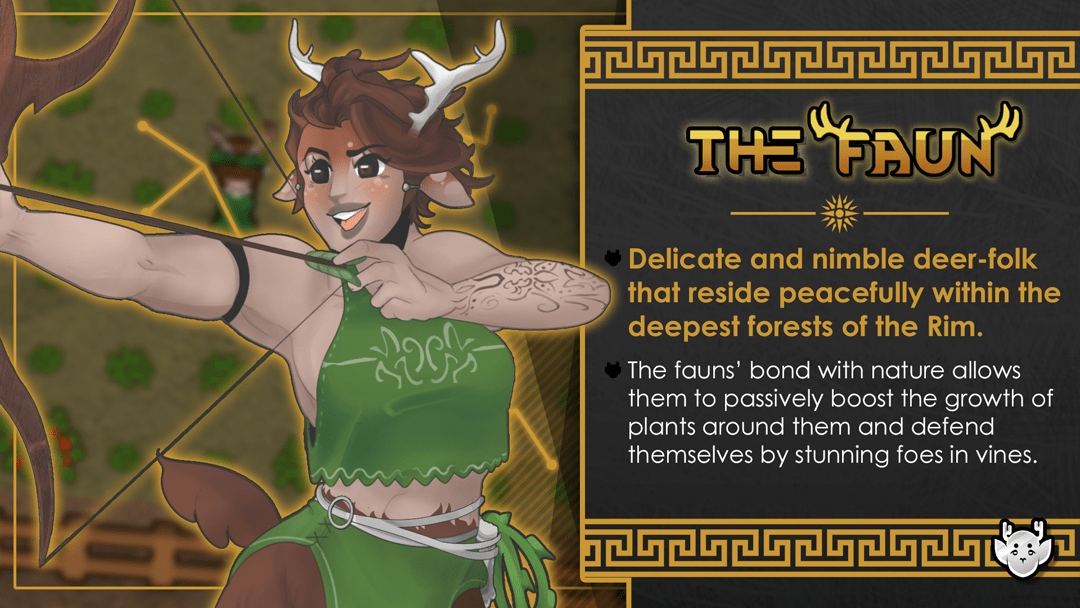 THE FAUN
Delicate and nimble deer-folk
that reside peacefully within the
deepest forests of the Rim.
The fauns’ bond with nature allows
them to passively boost the growth of
plants around them and defend
themselves by stunning foes in vines.